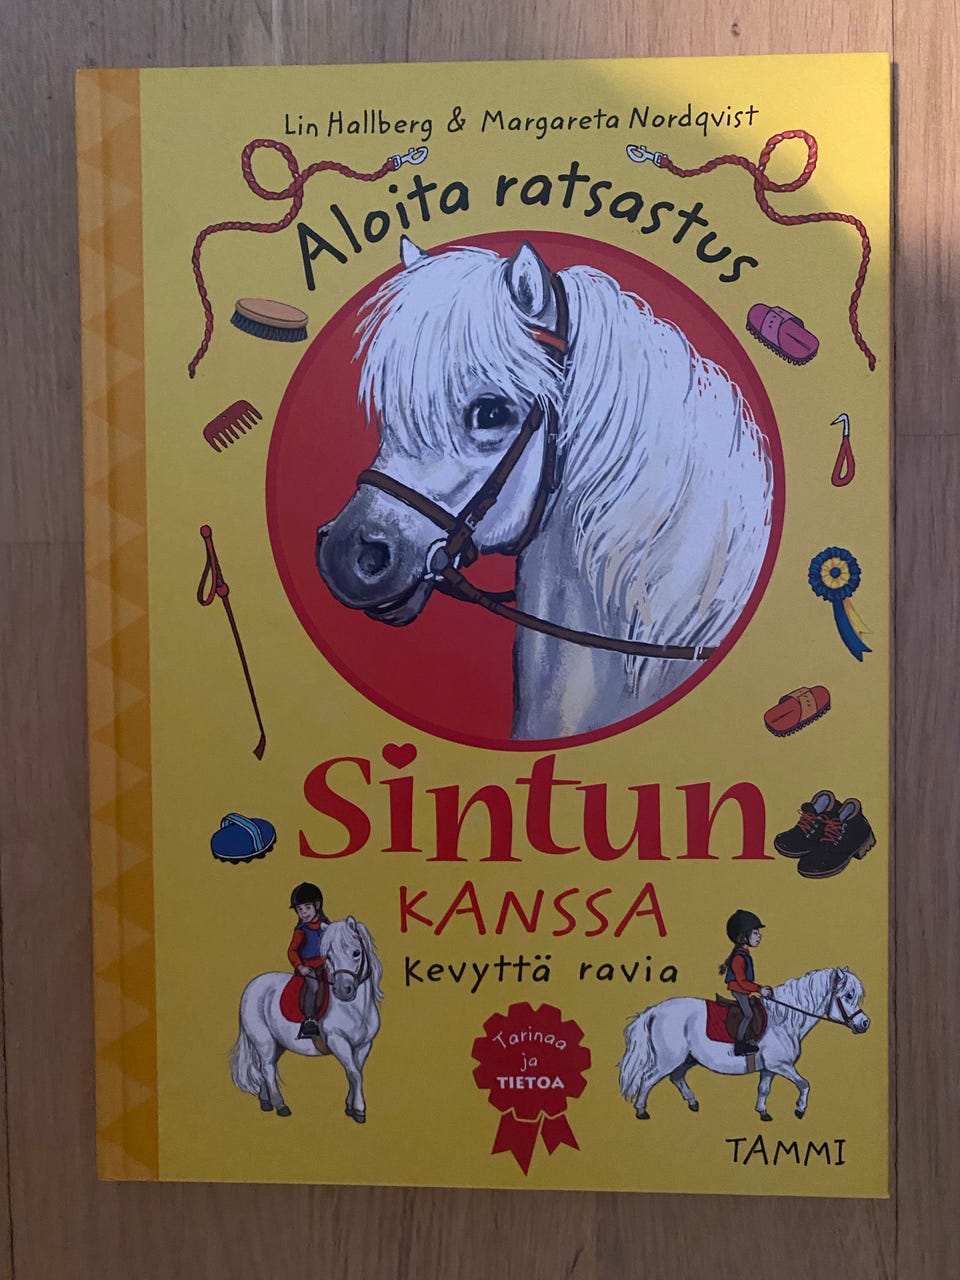 Lin Hallberg & Margareta Nordqvist
Aloita ratsastus
Sintun
KANSSA
kevyttä ravia
Tarinaa
ja
TIETOA
TAMMI